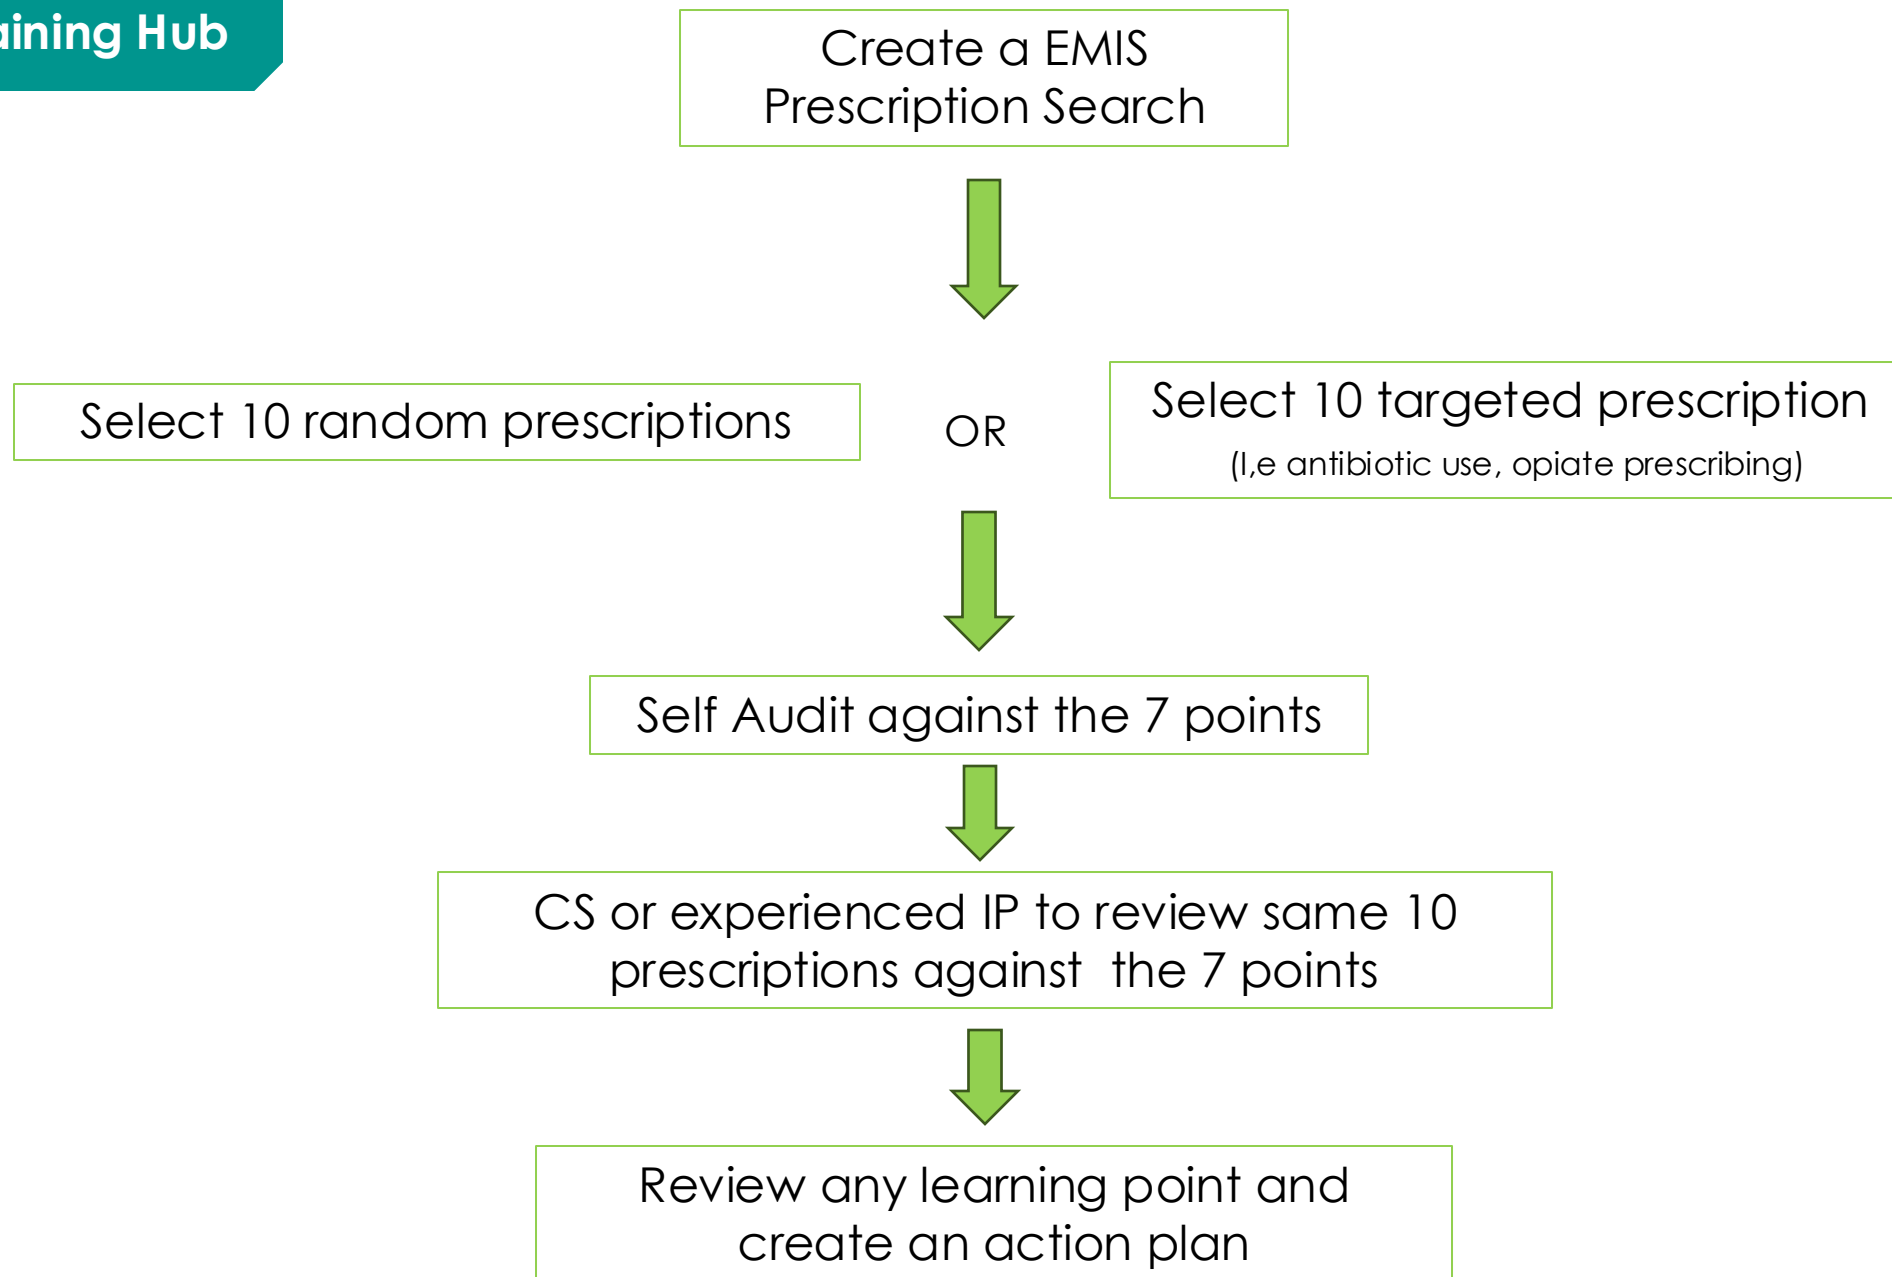 aining Hub
Create a EMIS
Prescription Search
Select 10 random prescriptions
OR
Select 10 targeted prescription
(I,e antibiotic use, opiate prescribing)
Self Audit against the 7 points
CS or experienced IP to review same 10
prescriptions against  the 7 points
Review any learning point and
create an action plan